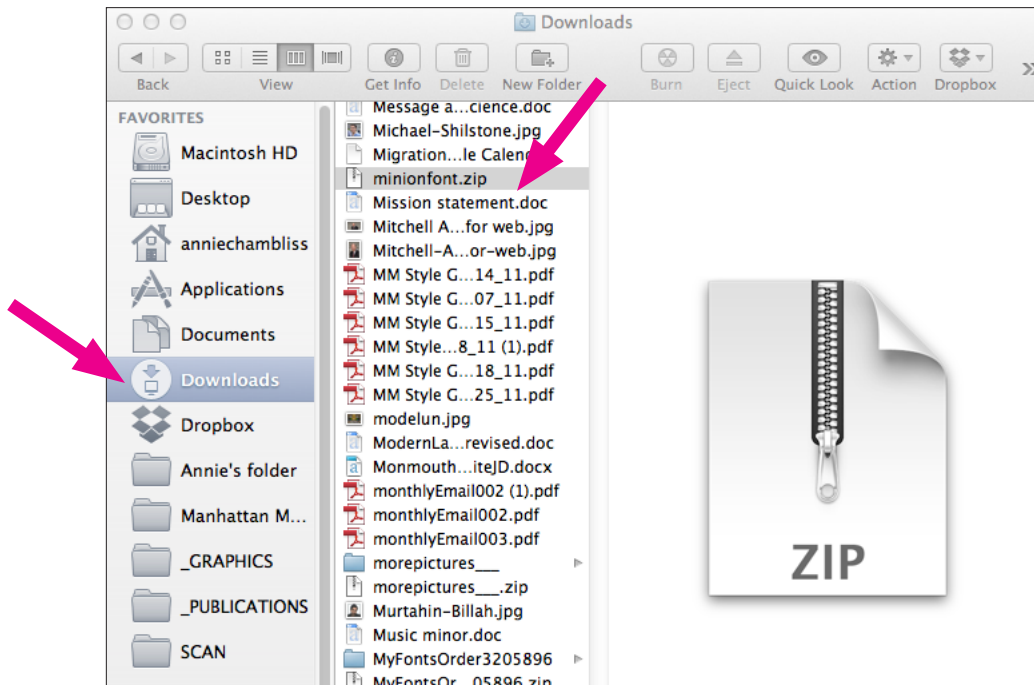 Downloads
Back View Get Info Delete New Folder Burn Eject Quick Look Action Dropbox
FAVORITES
Macintosh HD
Desktop
anniechambliss
Applications
Documents
Downloads
Dropbox
Annie's folder
Manhattan M...
_GRAPHICS
_PUBLICATIONS
SCAN
Message a...cience.doc
Michael-Shilstone.jpg
Migration...le Calend
minionfont.zip
Mission statement.doc
Mitchell A...for web.jpg
Mitchell-A...or-web.jpg
MM Style G...14_11.pdf
MM Style G...07_11.pdf
MM Style G...15_11.pdf
MM Style...8_11 (1).pdf
MM Style G...18_11.pdf
MM Style G...25_11.pdf
modelun.jpg
ModernLa...revised.doc
Monmouth...iteJD.docx
monthlyEmail002 (1).pdf
monthlyEmail002.pdf
monthlyEmail003.pdf
morepictures___
morepictures___.zip
Murtahin-Billah.jpg
Music minor.doc
MyFontsOrder3205896
MyFontsOr...05896.zip
ZIP